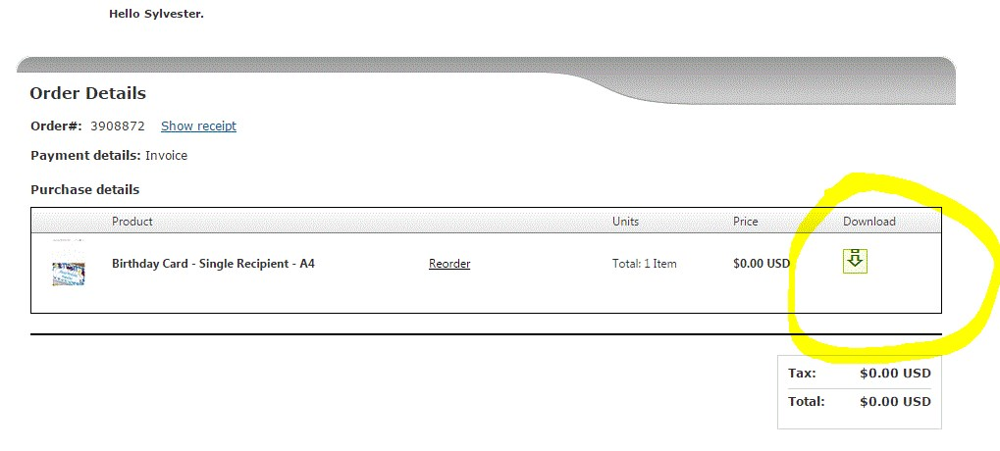 Hello Sylvester.
Order Details
Order#: 3908872 Show receipt
Payment details: Invoice
Purchase details
Product Units Price Download
Birthday Card - Single Recipient - A4 Reorder Total: 1 Item $0.00 USD
Tax: $0.00 USD
Total: $0.00 USD